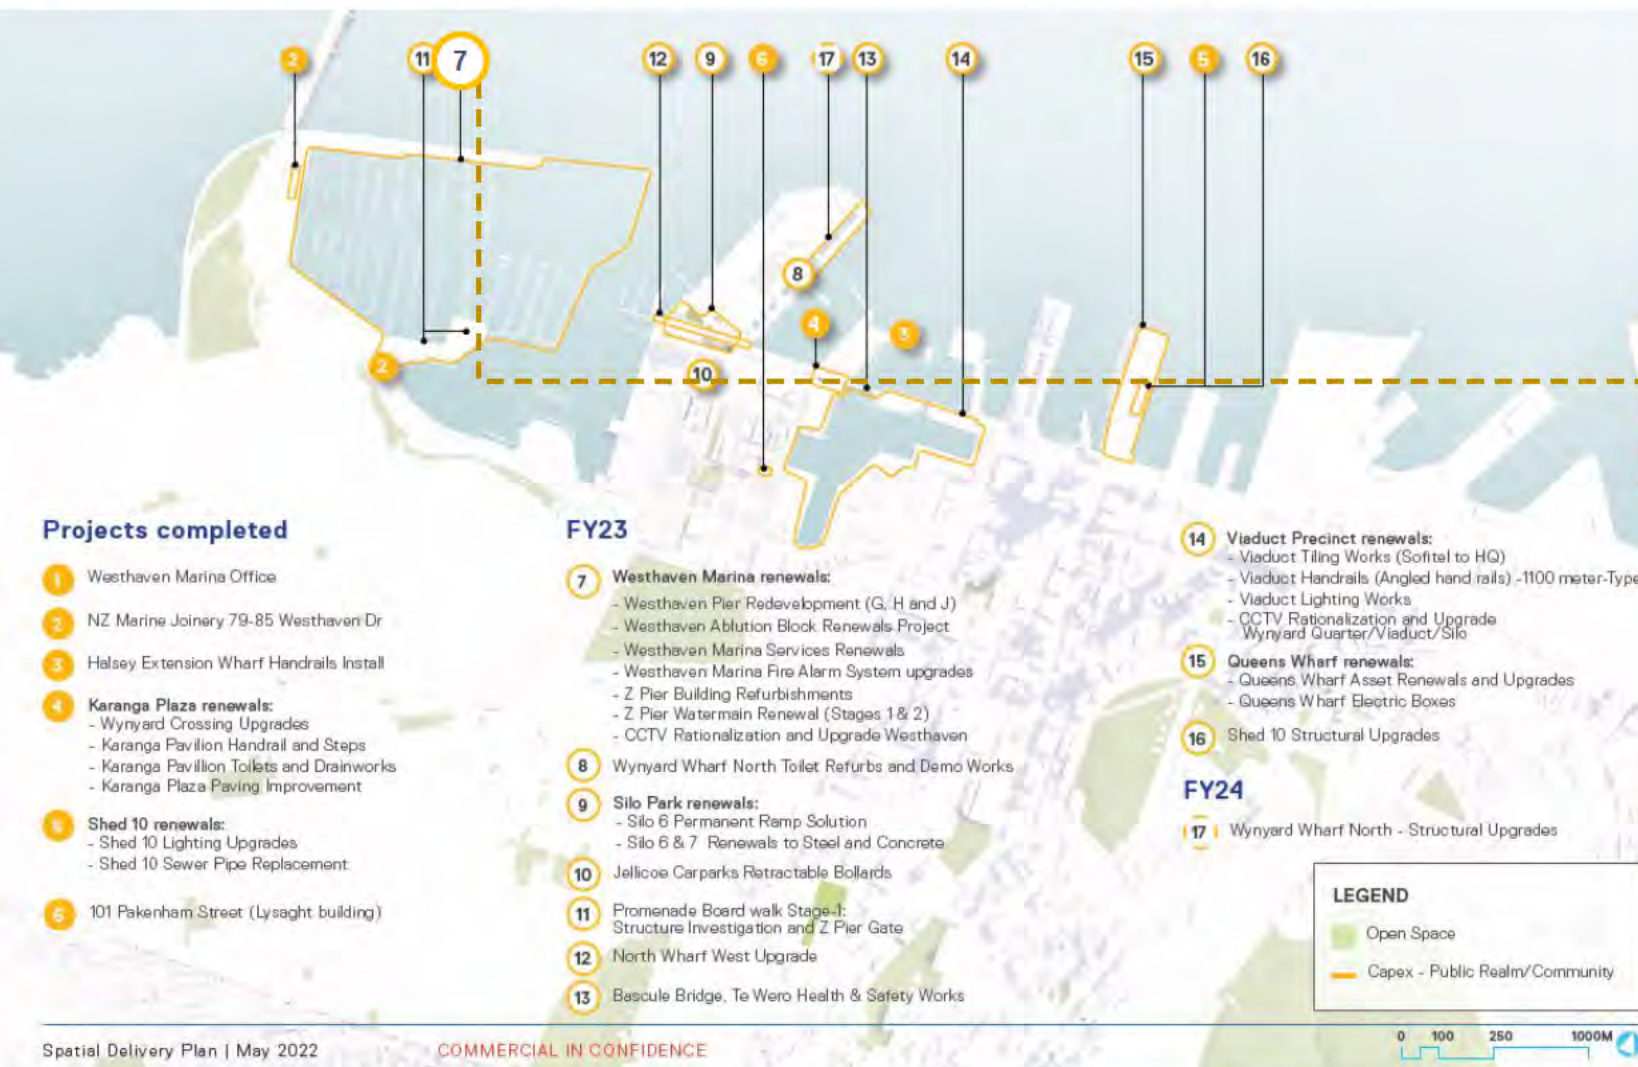 2
11
7
12
9
6
17
13
14
15
5
16
8
4
3
10
2
Projects completed
1 Westhaven Marina Office
2 NZ Marine Joinery 79-85 Westhaven Dr
3 Halsey Extension Wharf Handrails Install
4 Karanga Plaza renewals:
- Wynyard Crossing Upgrades
- Karanga Pavilion Handrail and Steps
- Karanga Pavillion Toilets and Drainworks
- Karanga Plaza Paving Improvement
5 Shed 10 renewals:
- Shed 10 Lighting Upgrades
- Shed 10 Sewer Pipe Replacement
6 101 Pakenham Street (Lysaght building)
FY23
7 Westhaven Marina renewals:
- Westhaven Pier Redevelopment (G, H and J)
- Westhaven Ablution Block Renewals Project
- Westhaven Marina Services Renewals
- Westhaven Marina Fire Alarm System upgrades
- Z Pier Building Refurbishments
- Z Pier Watermain Renewal (Stages 1 & 2)
- CCTV Rationalization and Upgrade Westhaven
8 Wynyard Wharf North Toilet Refurbs and Demo Works
9 Silo Park renewals:
- Silo 6 Permanent Ramp Solution
- Silo 6 & 7 Renewals to Steel and Concrete
10 Jellicoe Carparks Retractable Bollards
11 Promenade Board walk Stage-1:
Structure Investigation and Z Pier Gate
12 North Wharf West Upgrade
13 Bascule Bridge, Te Wero Health & Safety Works
14 Viaduct Precinct renewals:
- Viaduct Tiling Works (Sofitel to HQ)
- Viaduct Handrails (Angled hand rails) -1100 meter-Type
- Viaduct Lighting Works
- CCTV Rationalization and Upgrade
Wynyard Quarter/Viaduct/Silo
15 Queens Wharf renewals:
- Queens Wharf Asset Renewals and Upgrades
- Queens Wharf Electric Boxes
16 Shed 10 Structural Upgrades
FY24
17 Wynyard Wharf North - Structural Upgrades
LEGEND
Open Space
Capex - Public Realm/Community
0 100 250 1000M
Spatial Delivery Plan | May 2022
COMMERCIAL IN CONFIDENCE